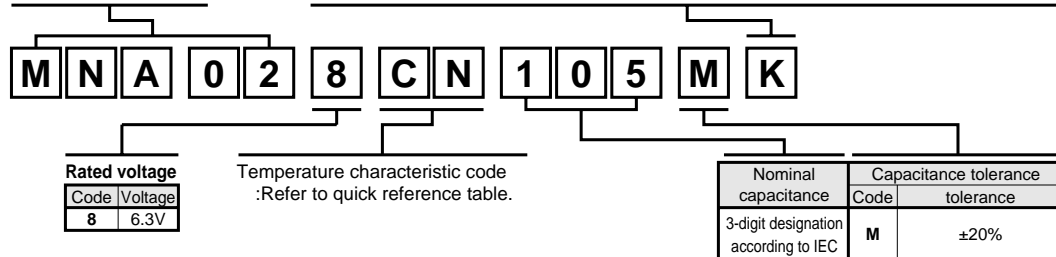 M N A 0 2 8 C N 1 0 5 M K
Rated voltage
Code Voltage
8 6.3V
Temperature characteristic code
:Refer to quick reference table.
Nominal capacitance
3-digit designation according to IEC
Capacitance tolerance
Code tolerance
M ±20%